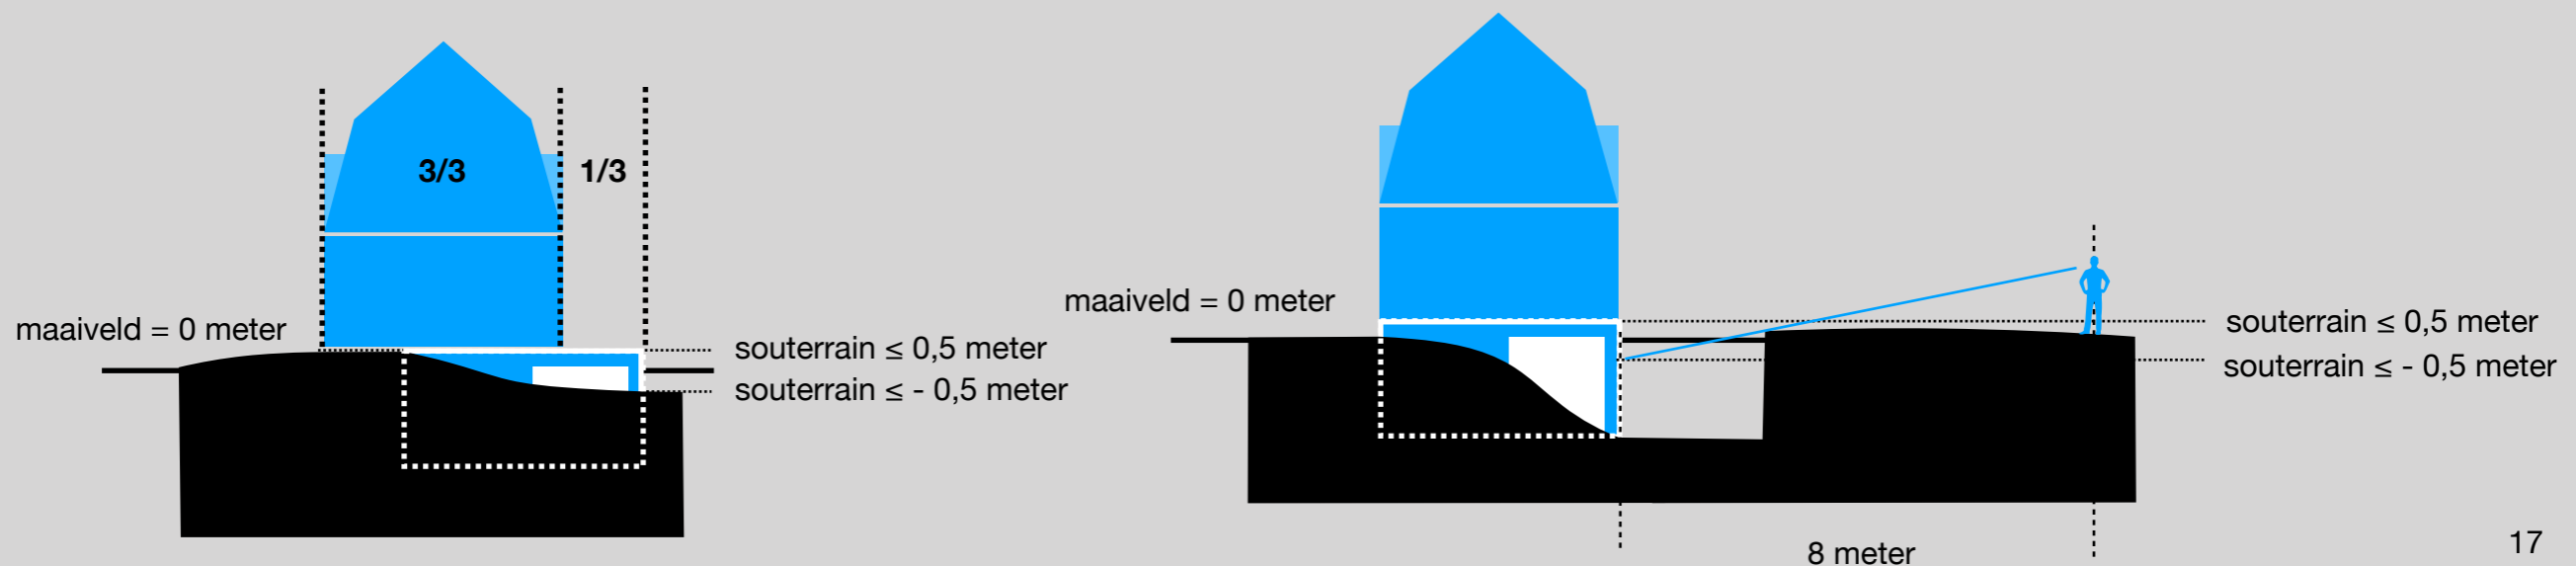 3/3
1/3
maaiveld = 0 meter
souterrain ≤ 0,5 meter
souterrain ≤ - 0,5 meter
maaiveld = 0 meter
souterrain ≤ 0,5 meter
souterrain ≤ - 0,5 meter
8 meter
17